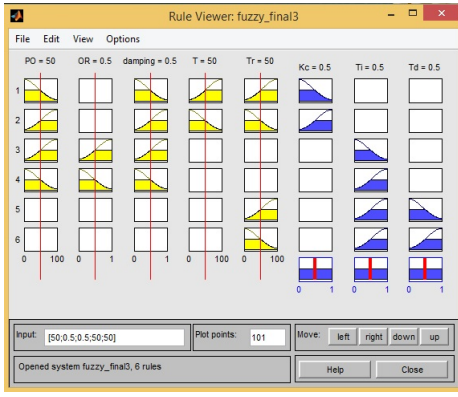 Rule Viewer: fuzzy_final3
File Edit View Options
PO = 50 OR = 0.5 damping = 0.5 T = 50 Tr = 50 Kc = 0.5 Ti = 0.5 Td = 0.5
1
2
3
4
5
6
0 100 0 1 0 1 0 100 0 100
0 1 0 1 0 1
Input: [50;0.5;0.5;50;50] Plot points: 101 Move: left right down up
Opened system fuzzy_final3, 6 rules Help Close